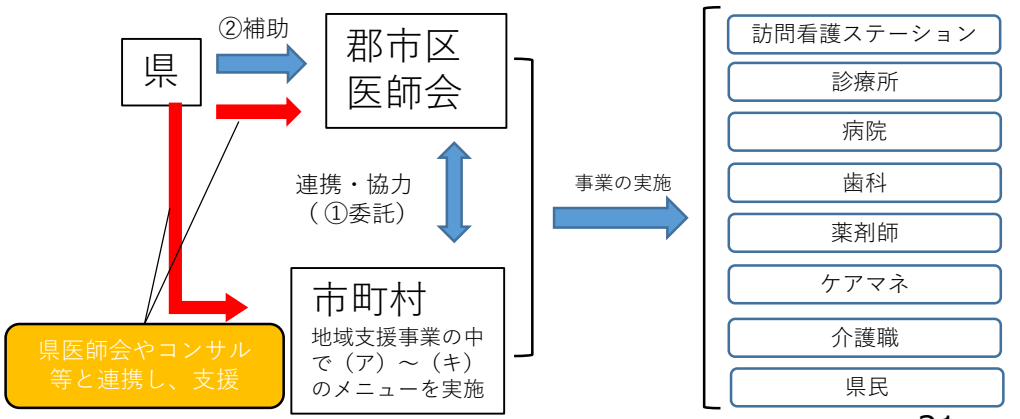 ②補助
県
郡市区
医師会
連携・協力
（①委託）
市町村
地域支援事業の中
で（ア）～（キ）
のメニューを実施
県医師会やコンサル
等と連携し、支援
事業の実施
訪問看護ステーション
診療所
病院
歯科
薬剤師
ケアマネ
介護職
県民